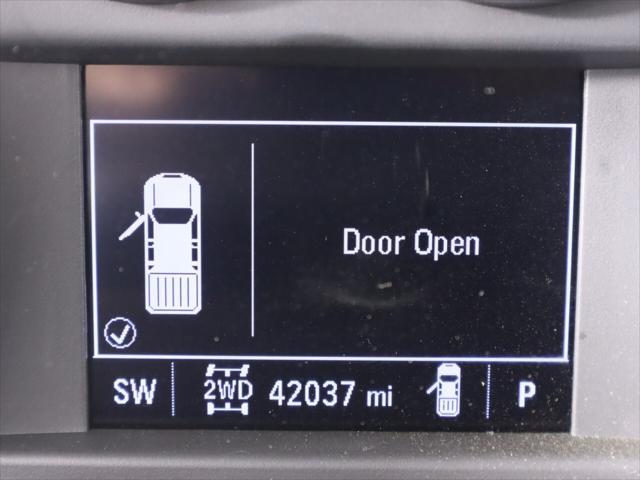 Door Open
SW 2WD 42037 mi P